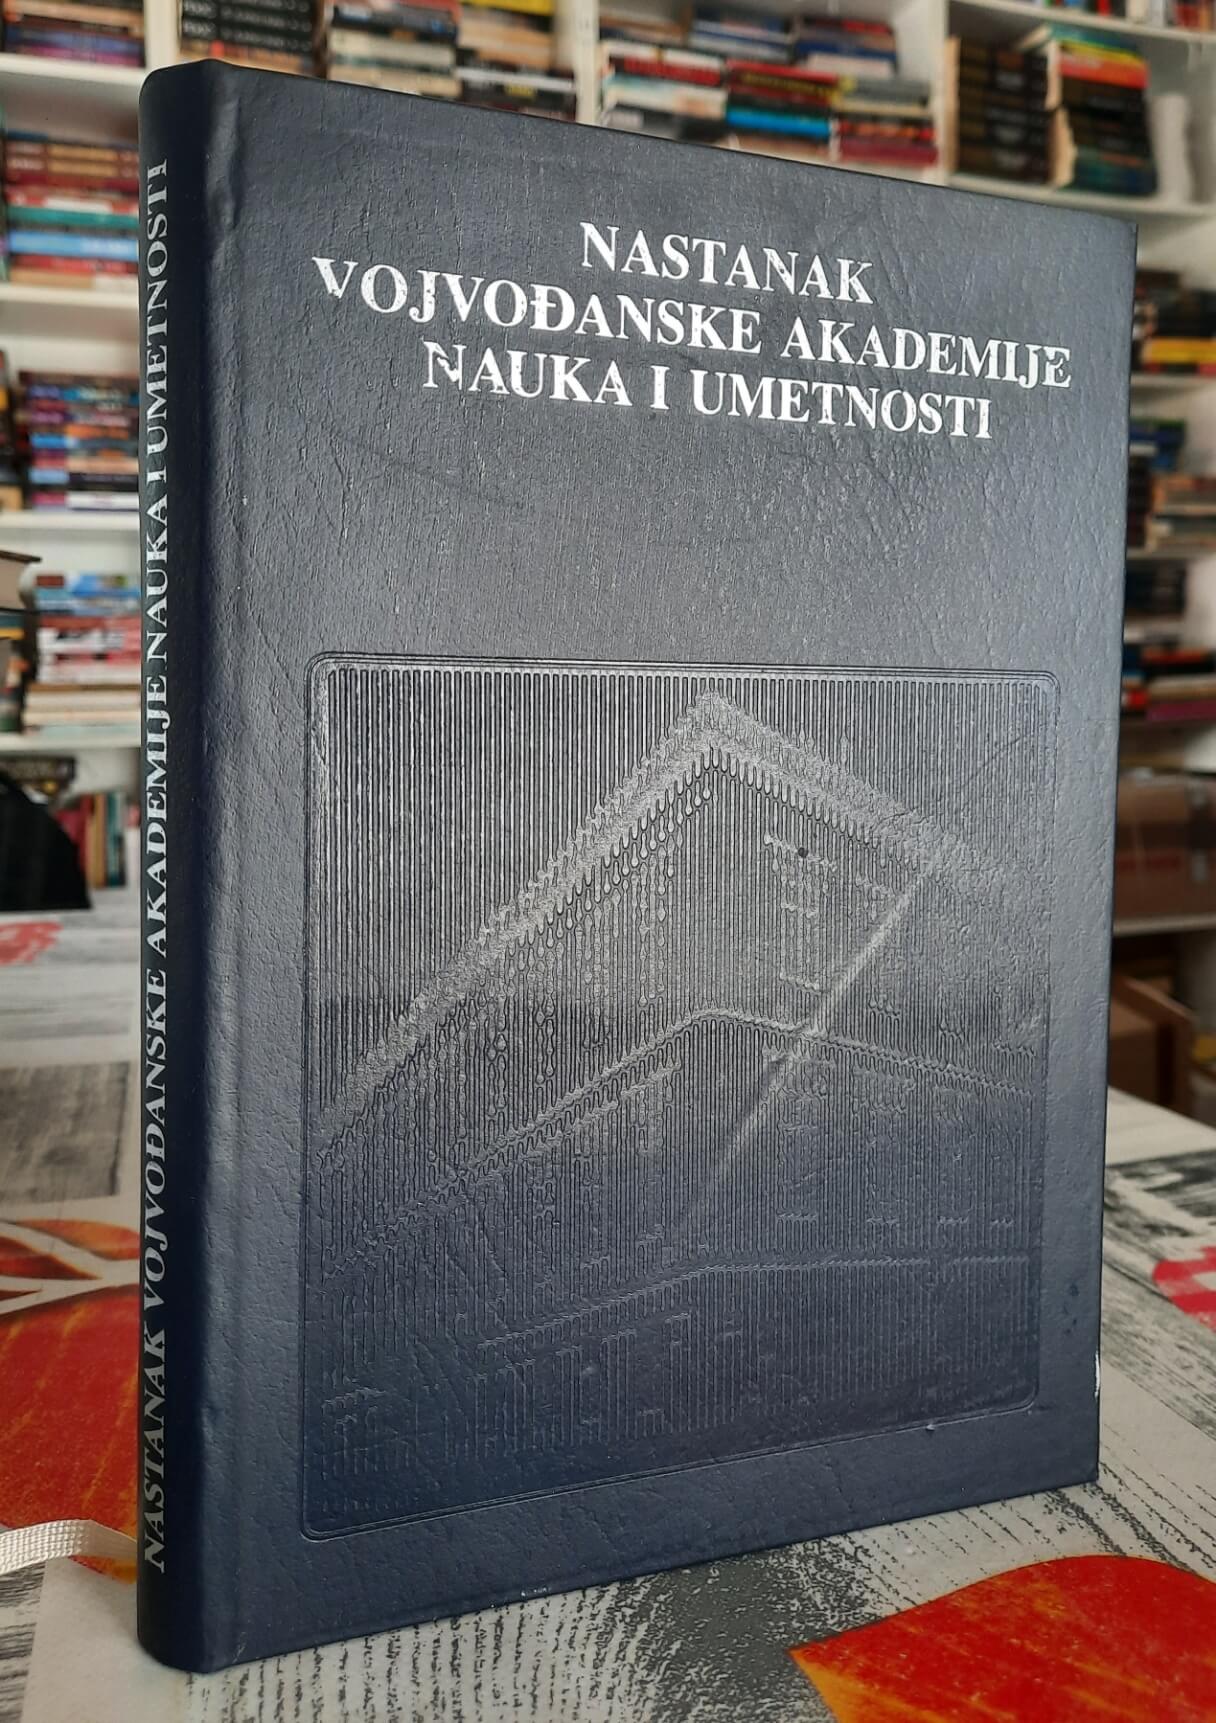 NASTANAK
VOJVOĐANSKE AKADEMIJE
NAUKA I UMETNOSTI
NASTANAK VOJVOĐANSKE AKADEMIJE NAUKA I UMETNOSTI